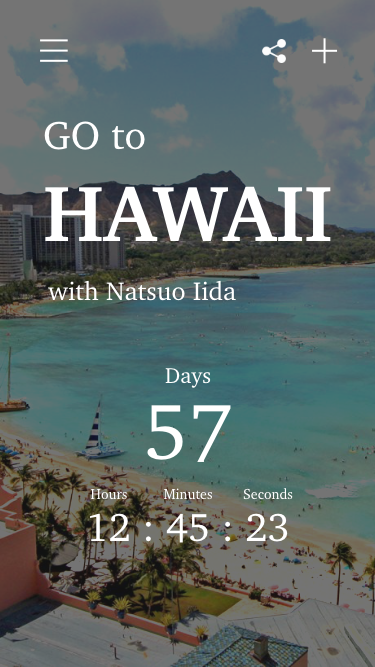 GO to
HAWAII
with Natsuo Iida
Days
57
Hours Minutes Seconds
12 : 45 : 23